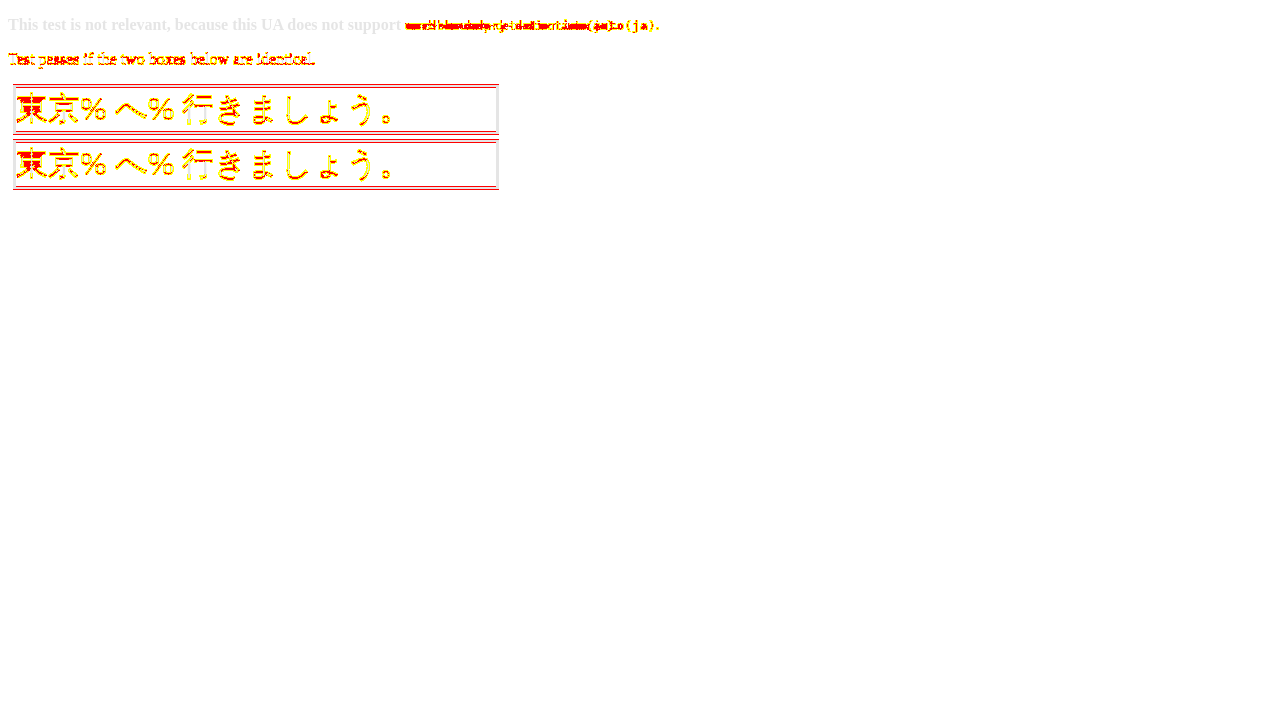 This test is not relevant, because this UA does not support
Test passes if the two boxes below are identical.
東京% へ% 行きましょう。
東京% へ% 行きましょう。